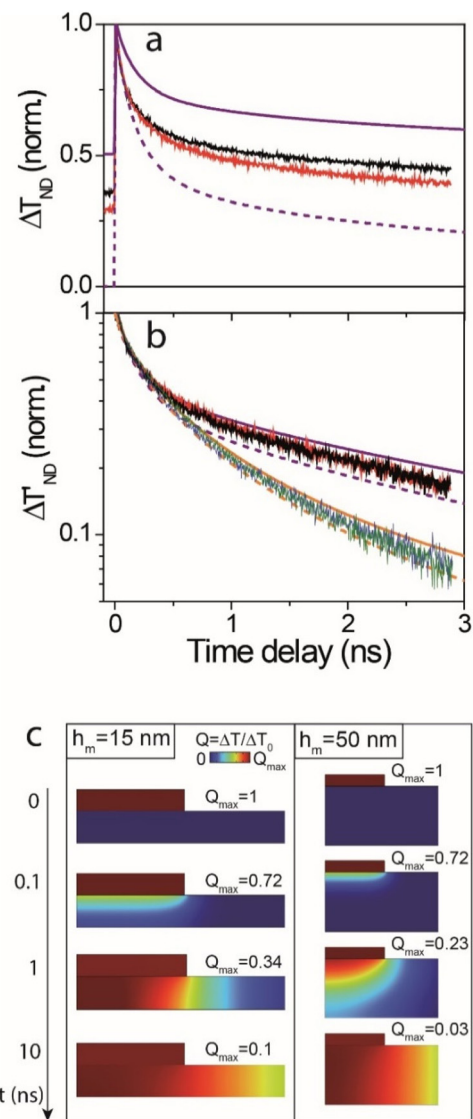 a
1.0
0.5
0.0
ΔT_ND (norm.)
b
1
0.1
ΔT'_ND (norm.)
0 1 2 3
Time delay (ns)
c
h_m=15 nm
Q=ΔT/ΔT_0
0 Q_max
h_m=50 nm
0
Q_max=1
Q_max=1
0.1
Q_max=0.72
Q_max=0.72
1
Q_max=0.34
Q_max=0.23
10
Q_max=0.1
Q_max=0.03
t (ns)